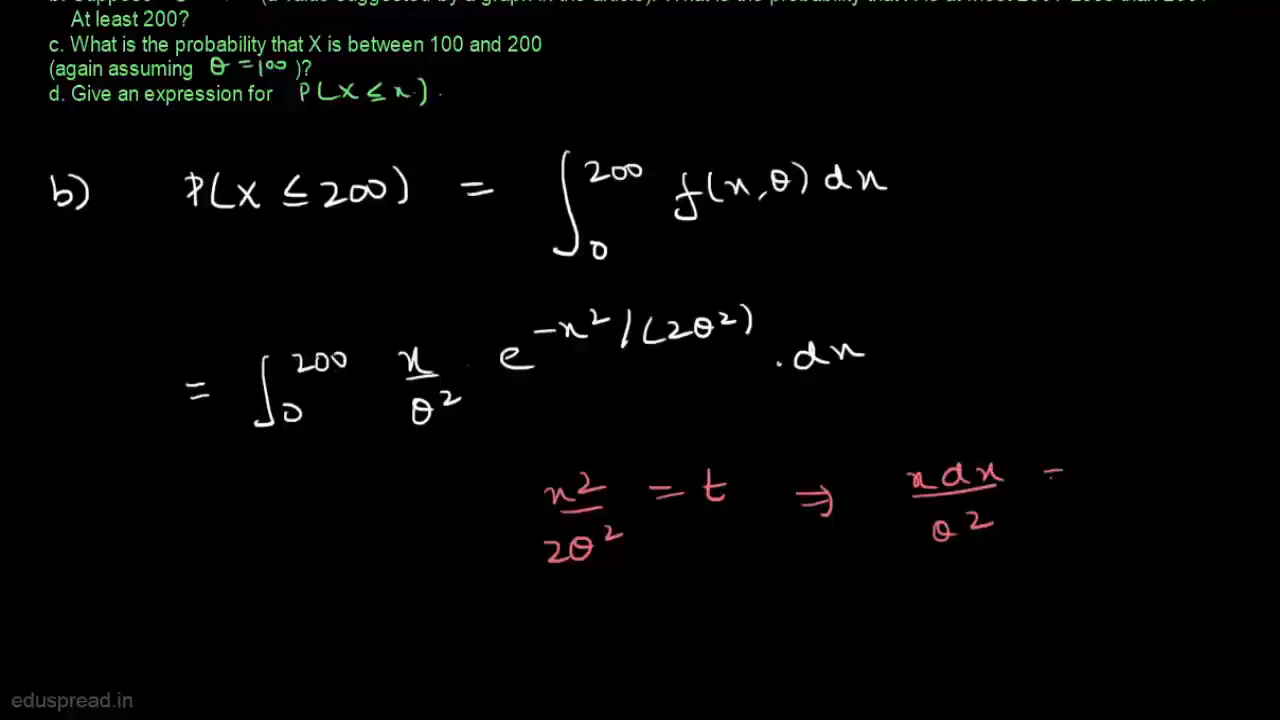 At least 200?
c. What is the probability that X is between 100 and 200
(again assuming θ = 100 )?
d. Give an expression for P(X ≤ x).
b) P(X ≤ 200) = ∫₀²⁰⁰ f(x, θ) dx
= ∫₀²⁰⁰ x/θ² · e^(-x²/(2θ²)) · dx
x²/2θ² = t ⇒ x dx/θ² =
eduspread.in